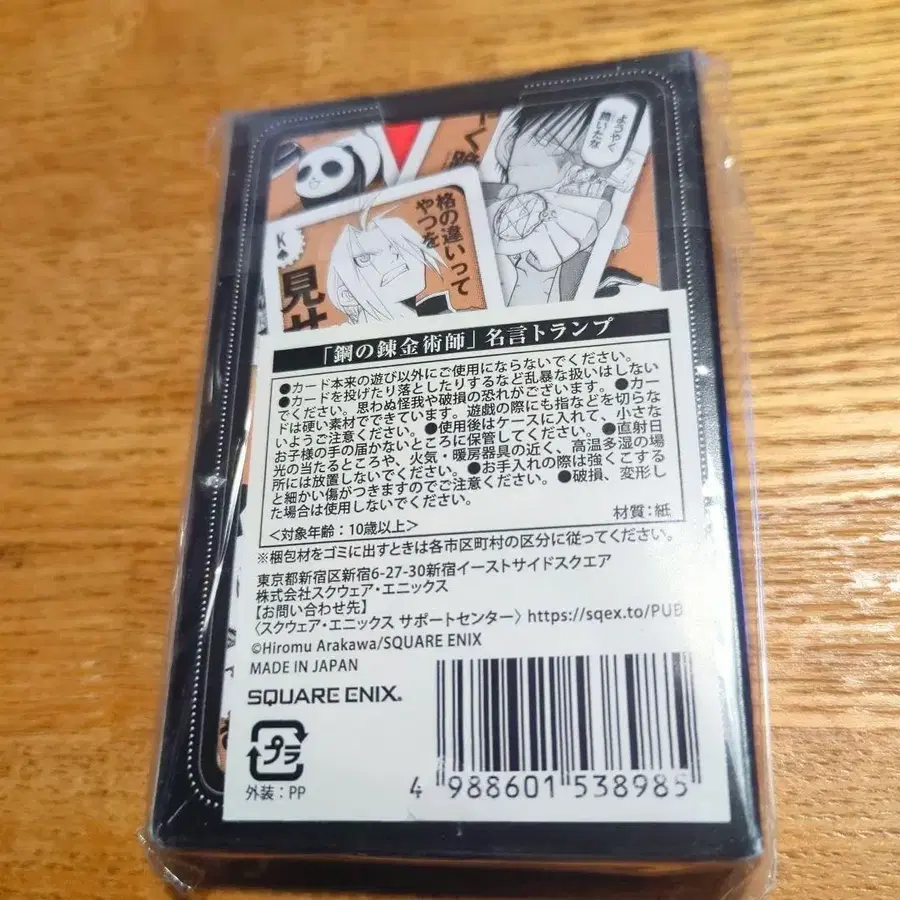 ようやく
開いたな
格の違いって
やつを
見せ
K
「鋼の錬金術師」名言トランプ
●カード本来の遊び以外にご使用にならないでください。
●カードを投げたり落としたりするなど乱暴な扱いはしない
でください。思わぬ怪我や破損の恐れがございます。●カー
ドは硬い素材でできています。遊戯の際にも指などを切らな
いようご注意ください。●使用後はケースに入れて、小さな
お子様の手の届かないところに保管してください。●直射日
光の当たるところや、火気・暖房器具の近く、高温多湿の場
所には放置しないでください。●お手入れの際は強くこする
と細かい傷がつきますのでご注意ください。●破損、変形し
た場合は使用しないでください。
材質：紙
＜対象年齢：10歳以上＞
※梱包材をゴミに出すときは各市区町村の区分に従ってください。
東京都新宿区新宿6-27-30新宿イーストサイドスクエア
株式会社スクウェア・エニックス
【お問い合わせ先】
〈スクウェア・エニックス サポートセンター〉https://sqex.to/PUB
©Hiromu Arakawa/SQUARE ENIX
MADE IN JAPAN
SQUARE ENIX.
プラ
外装：PP
4 988601 538985